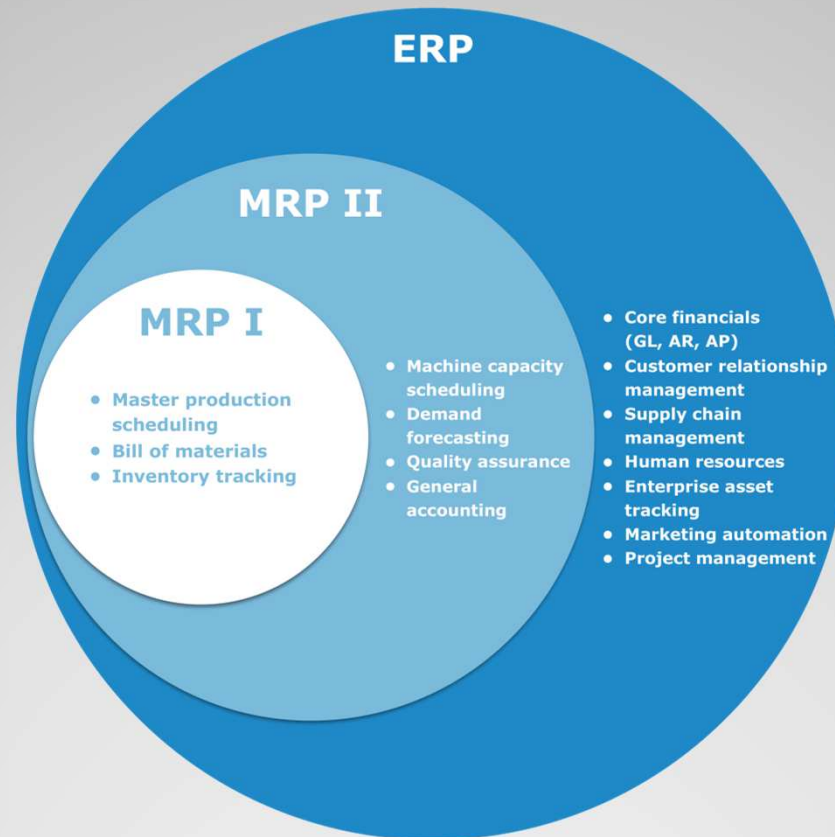 ERP
MRP II
MRP I
● Master production
scheduling
● Bill of materials
● Inventory tracking
● Machine capacity
scheduling
● Demand
forecasting
● Quality assurance
● General
accounting
● Core financials
(GL, AR, AP)
● Customer relationship
management
● Supply chain
management
● Human resources
● Enterprise asset
tracking
● Marketing automation
● Project management